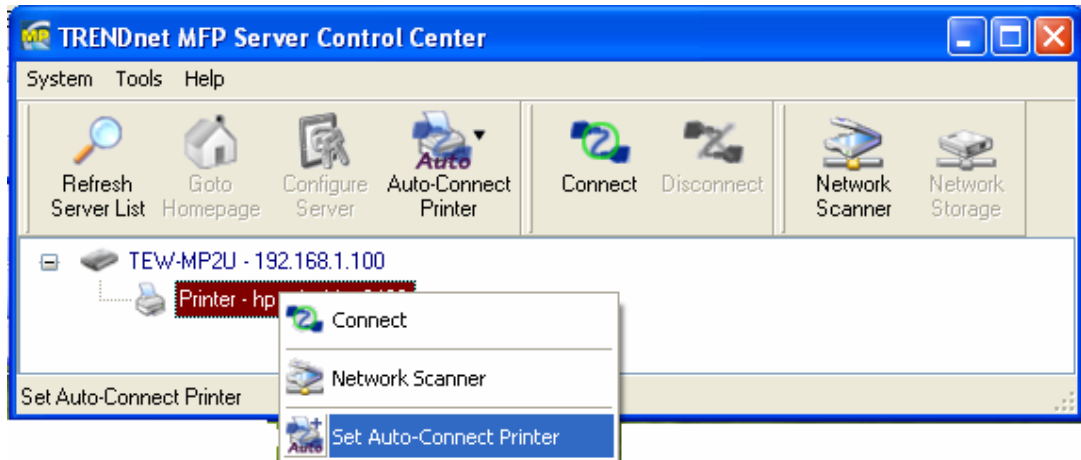 TRENDnet MFP Server Control Center
System Tools Help
Refresh Server List
Goto Homepage
Configure Server
Auto
Auto-Connect Printer
Connect
Disconnect
Network Scanner
Network Storage
TEW-MP2U - 192.168.1.100
Printer - hp
Connect
Network Scanner
Set Auto-Connect Printer
Auto
Set Auto-Connect Printer